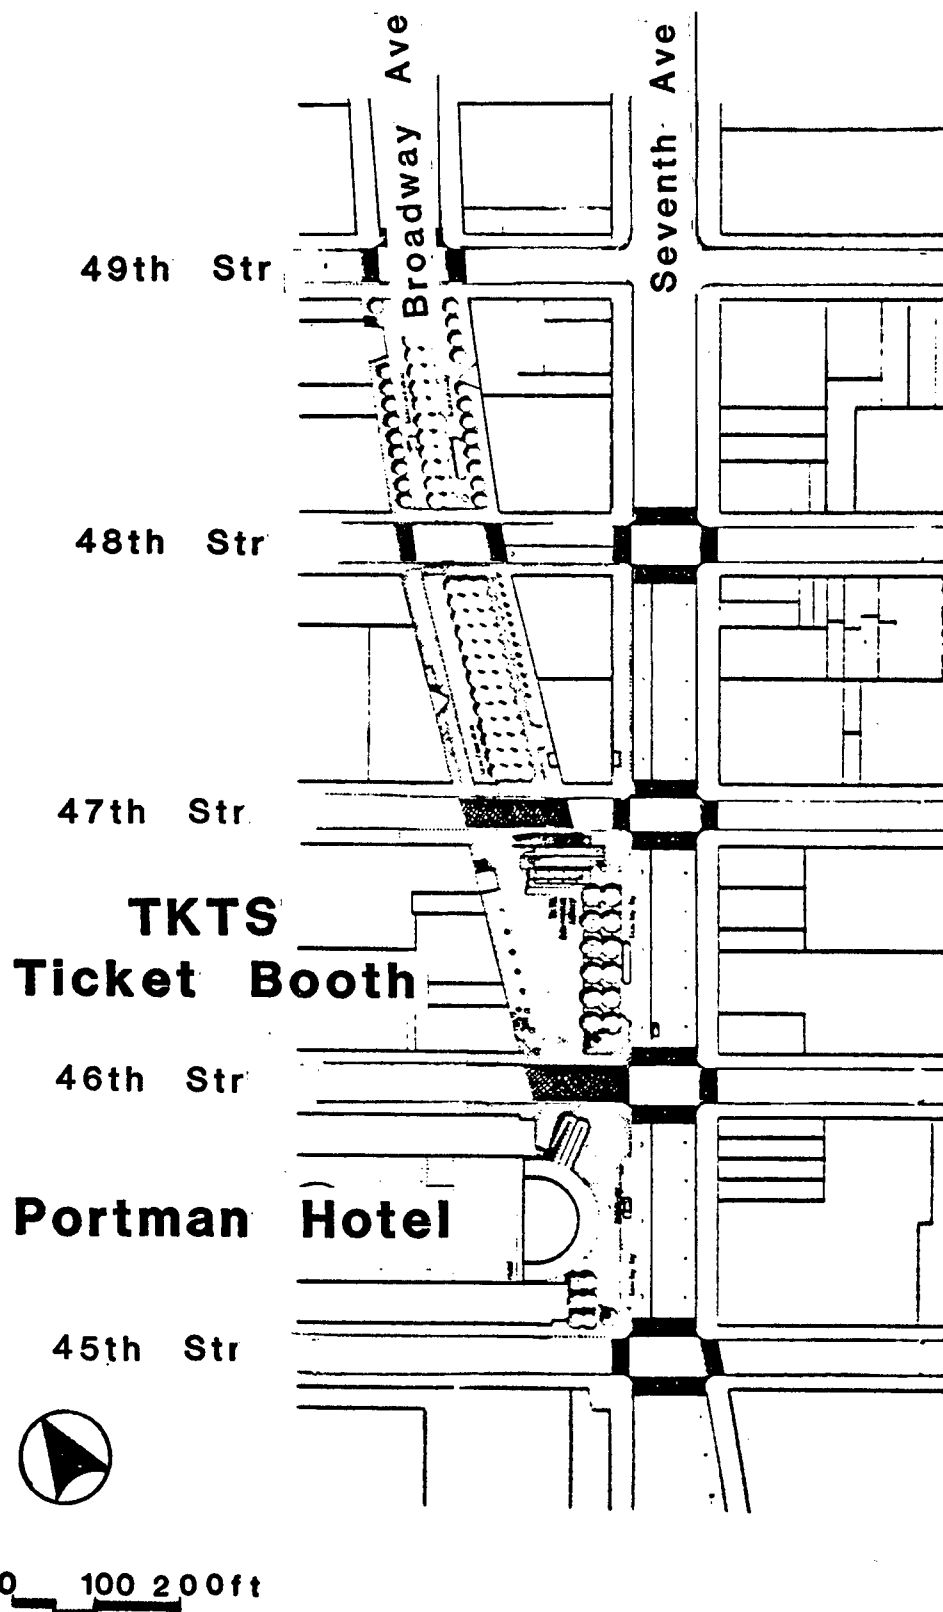 Broadway Ave
Seventh Ave
49th Str
48th Str
47th Str
TKTS
Ticket Booth
46th Str
Portman Hotel
45th Str
0 100 200ft